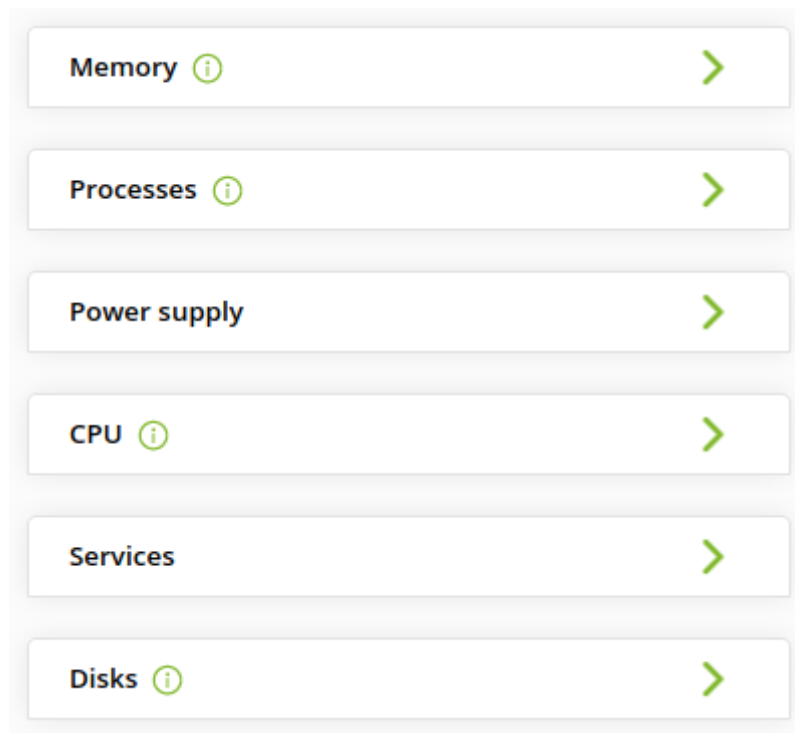 Memory
Processes
Power supply
CPU
Services
Disks